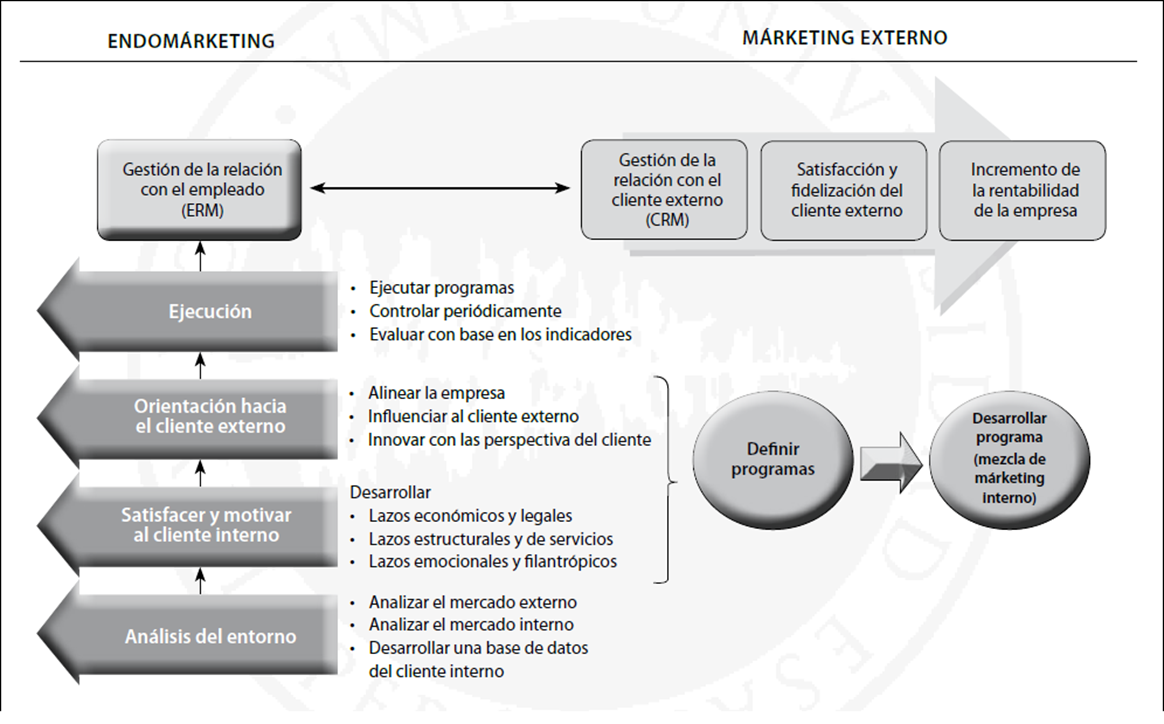 ENDOMÁRKETING
MÁRKETING EXTERNO
Gestión de la relación
con el empleado
(ERM)
Gestión de la
relación con el
cliente externo
(CRM)
Satisfacción y
fidelización del
cliente externo
Incremento de
la rentabilidad
de la empresa
Ejecución
• Ejecutar programas
• Controlar periódicamente
• Evaluar con base en los indicadores
Orientación hacia
el cliente externo
• Alinear la empresa
• Influenciar al cliente externo
• Innovar con las perspectiva del cliente
Satisfacer y motivar
al cliente interno
Desarrollar
• Lazos económicos y legales
• Lazos estructurales y de servicios
• Lazos emocionales y filantrópicos
Definir
programas
Desarrollar
programa
(mezcla de
márketing
interno)
Análisis del entorno
• Analizar el mercado externo
• Analizar el mercado interno
• Desarrollar una base de datos
del cliente interno